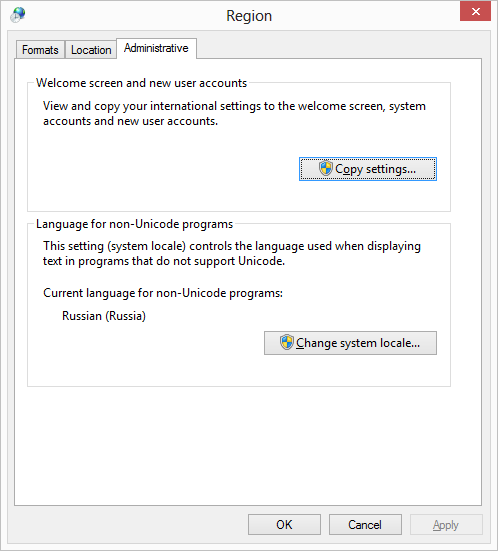 Region
Formats
Location
Administrative
Welcome screen and new user accounts
View and copy your international settings to the welcome screen, system
accounts and new user accounts.
Copy settings...
Language for non-Unicode programs
This setting (system locale) controls the language used when displaying
text in programs that do not support Unicode.
Current language for non-Unicode programs:
Russian (Russia)
Change system locale...
OK
Cancel
Apply